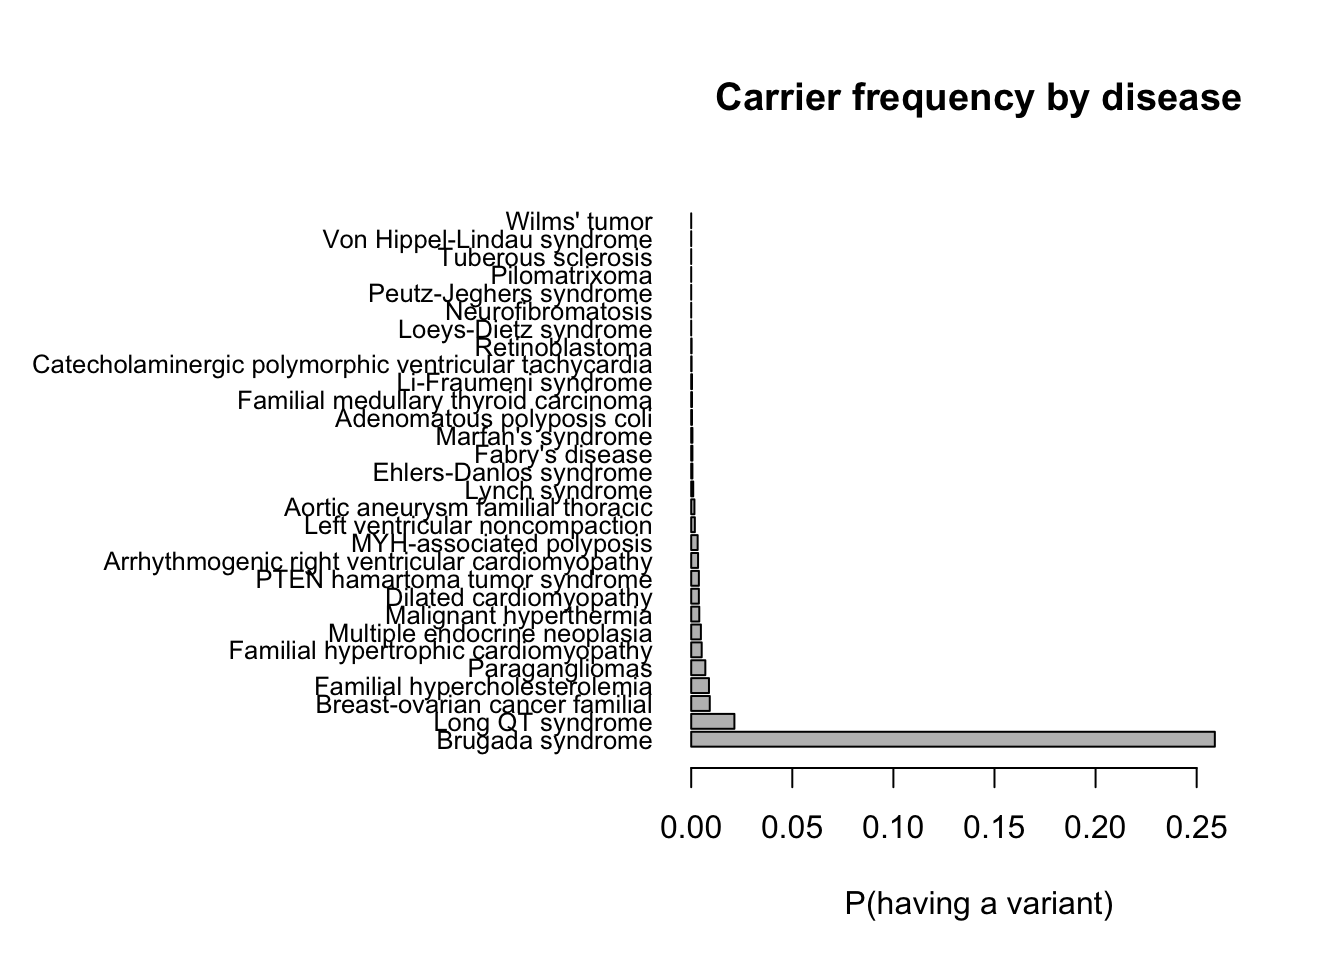 Carrier frequency by disease
Wilms' tumor
Von Hippel-Lindau syndrome
Tuberous sclerosis
Pilomatrixoma
Peutz-Jeghers syndrome
Neurofibromatosis
Loeys-Dietz syndrome
Retinoblastoma
Catecholaminergic polymorphic ventricular tachycardia
Li-Fraumeni syndrome
Familial medullary thyroid carcinoma
Adenomatous polyposis coli
Marfan's syndrome
Fabry's disease
Ehlers-Danlos syndrome
Lynch syndrome
Aortic aneurysm familial thoracic
Left ventricular noncompaction
MYH-associated polyposis
Arrhythmogenic right ventricular cardiomyopathy
PTEN hamartoma tumor syndrome
Dilated cardiomyopathy
Malignant hyperthermia
Multiple endocrine neoplasia
Familial hypertrophic cardiomyopathy
Paragangliomas
Familial hypercholesterolemia
Breast-ovarian cancer familial
Long QT syndrome
Brugada syndrome
0.00 0.05 0.10 0.15 0.20 0.25
P(having a variant)